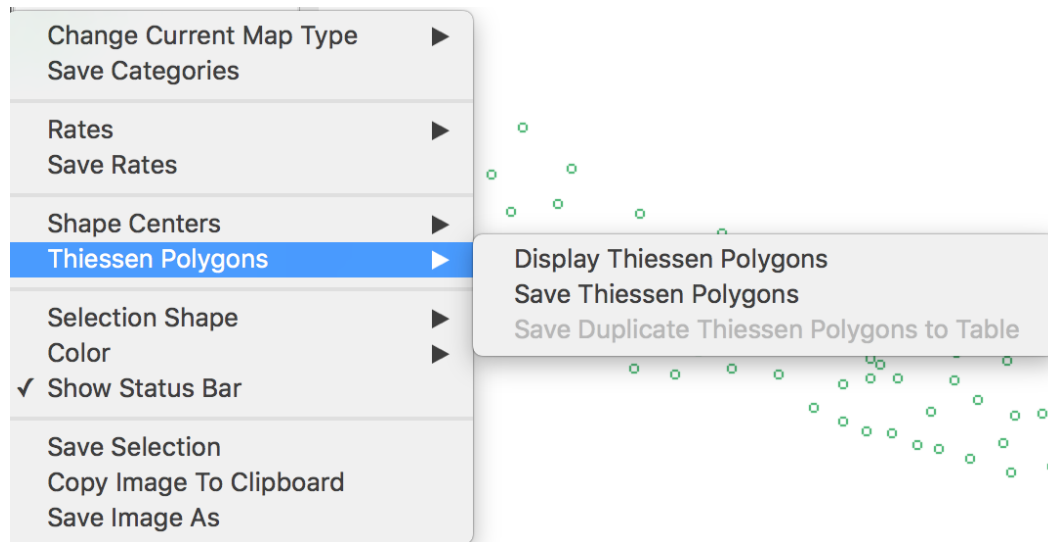 Change Current Map Type
Save Categories
Rates
Save Rates
Shape Centers
Thiessen Polygons
Display Thiessen Polygons
Save Thiessen Polygons
Save Duplicate Thiessen Polygons to Table
Selection Shape
Color
✓ Show Status Bar
Save Selection
Copy Image To Clipboard
Save Image As